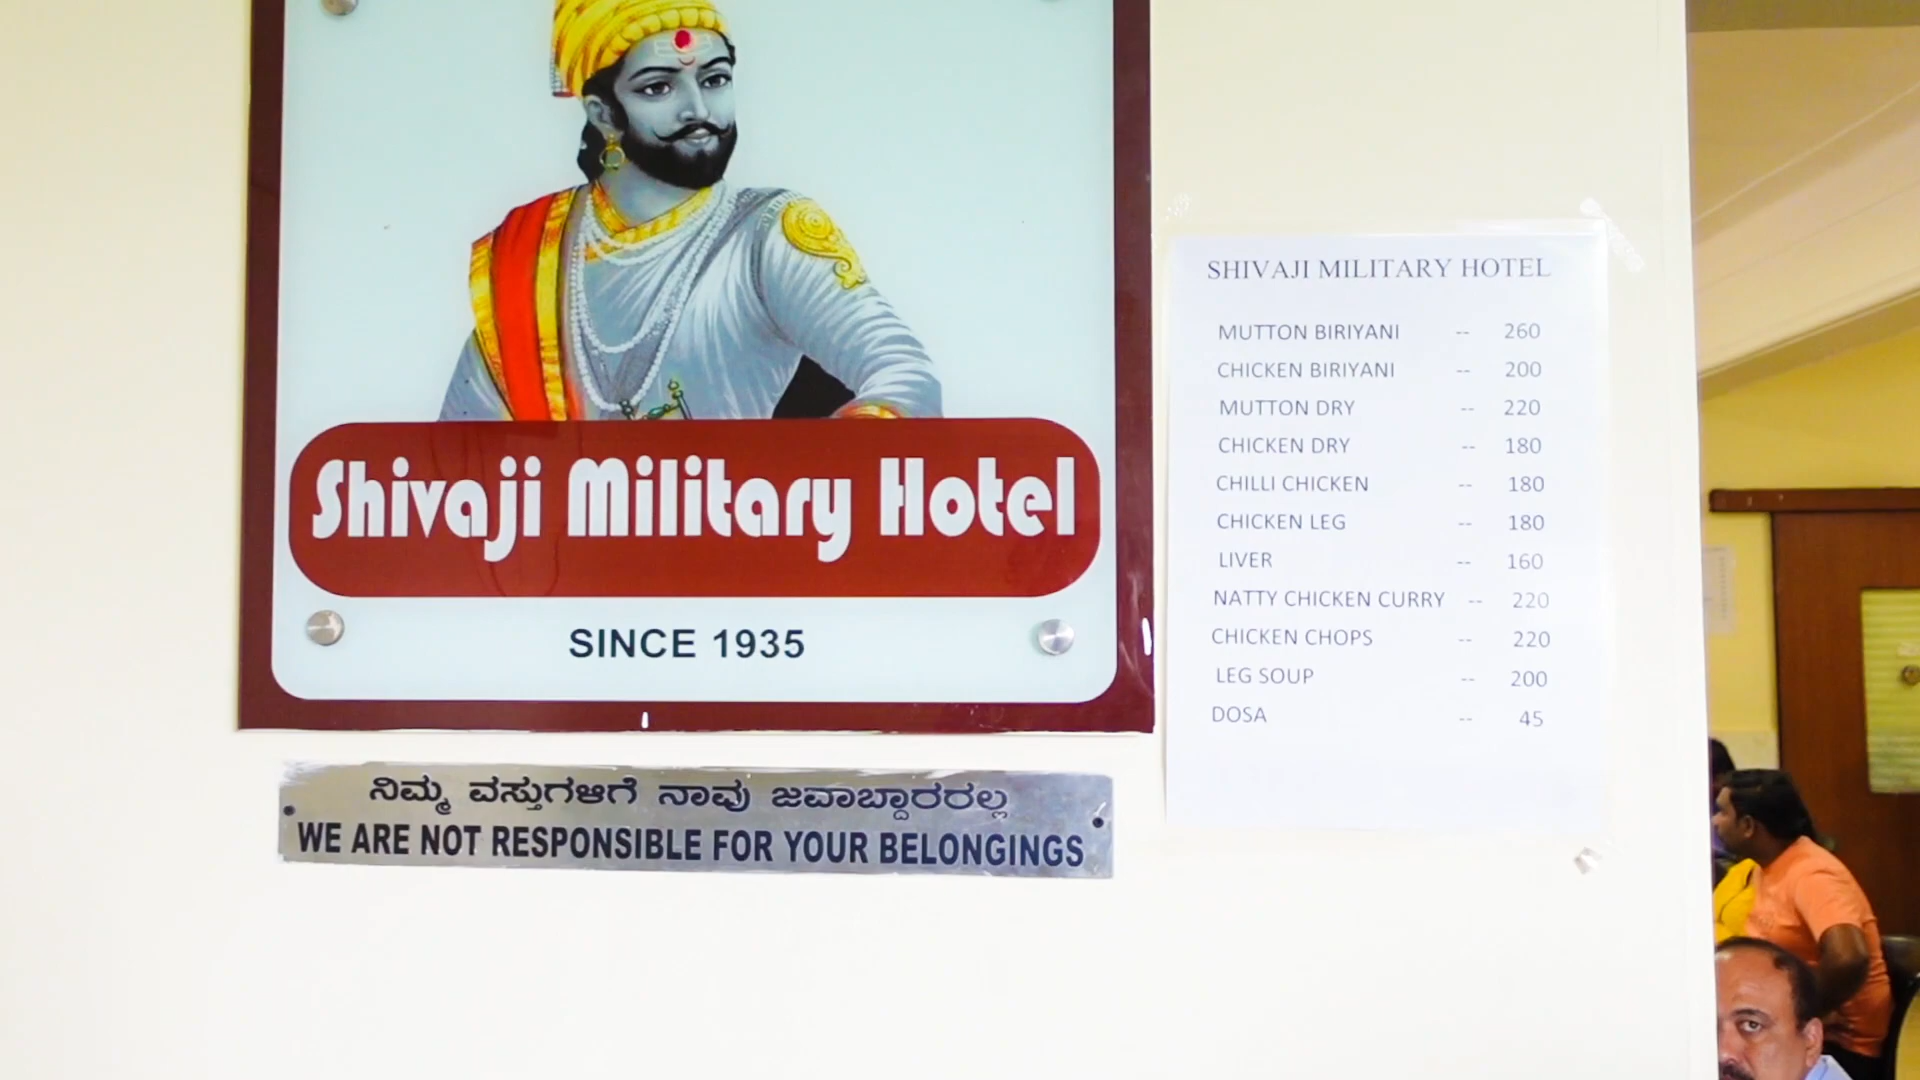 Shivaji Military Hotel
SINCE 1935
ನಿಮ್ಮ ವಸ್ತುಗಳಿಗೆ ನಾವು ಜವಾಬ್ದಾರರಲ್ಲ
WE ARE NOT RESPONSIBLE FOR YOUR BELONGINGS
SHIVAJI MILITARY HOTEL
MUTTON BIRIYANI -- 260
CHICKEN BIRIYANI -- 200
MUTTON DRY -- 220
CHICKEN DRY -- 180
CHILLI CHICKEN -- 180
CHICKEN LEG -- 180
LIVER -- 160
NATTY CHICKEN CURRY -- 220
CHICKEN CHOPS -- 220
LEG SOUP -- 200
DOSA -- 45